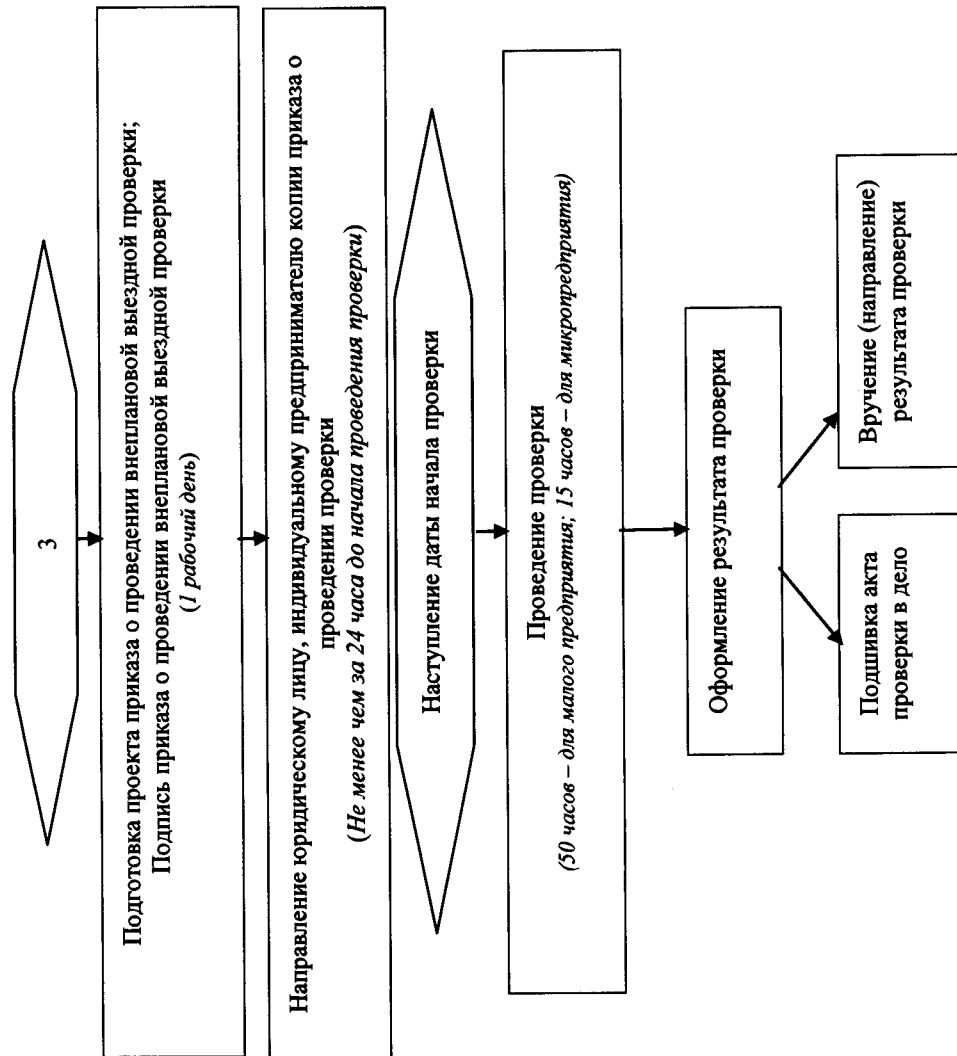 3
Подготовка проекта приказа о проведении внеплановой выездной проверки;
Подпись приказа о проведении внеплановой выездной проверки
(1 рабочий день)
Направление юридическому лицу, индивидуальному предпринимателю копии приказа о
проведении проверки
(Не менее чем за 24 часа до начала проведения проверки)
Наступление даты начала проверки
Проведение проверки
(50 часов – для малого предприятия; 15 часов – для микропредприятия)
Оформление результата проверки
Подшивка акта
проверки в дело
Вручение (направление)
результата проверки